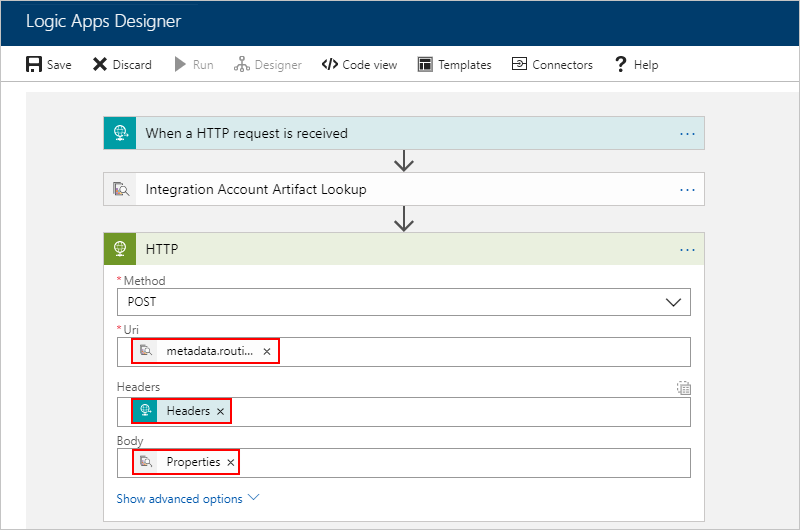 Logic Apps Designer
Save Discard Run Designer Code view Templates Connectors Help
When a HTTP request is received
Integration Account Artifact Lookup
HTTP
* Method
POST
* Uri
metadata.routi...
Headers
Headers
Body
Properties
Show advanced options